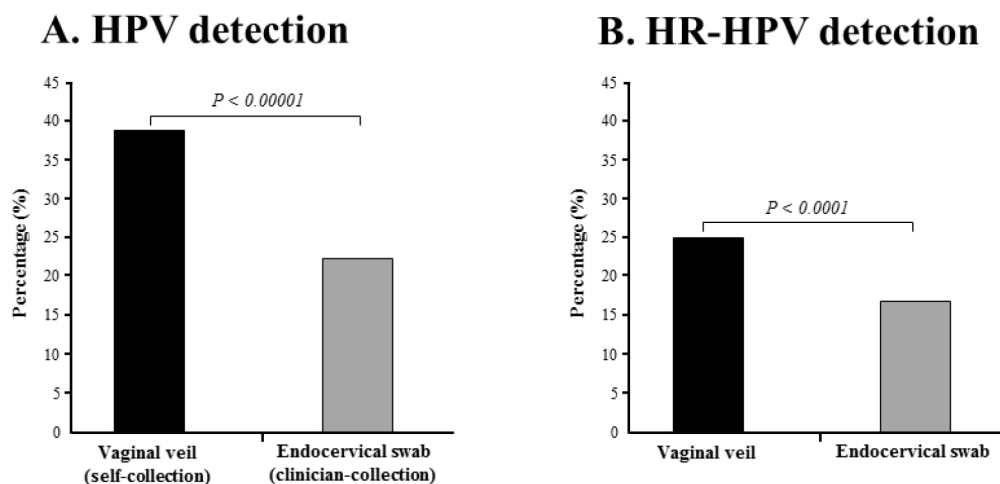 A. HPV detection
Percentage (%)
45
40
35
30
25
20
15
10
5
0
P < 0.00001
Vaginal veil
(self-collection)
Endocervical swab
(clinician-collection)
B. HR-HPV detection
Percentage (%)
45
40
35
30
25
20
15
10
5
0
P < 0.0001
Vaginal veil
Endocervical swab